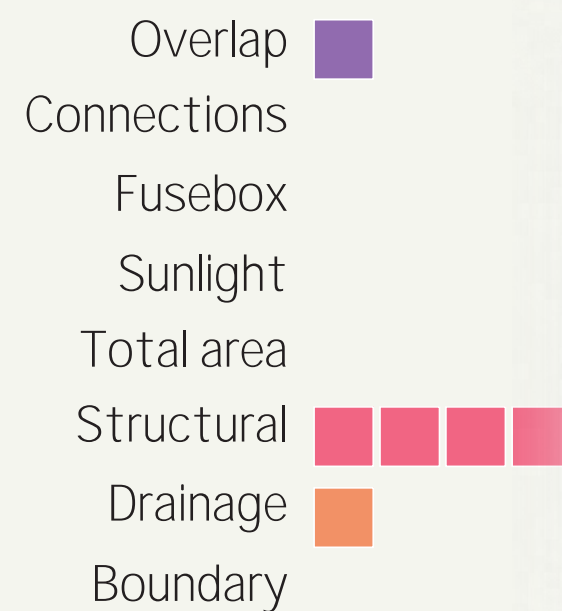 Overlap
Connections
Fusebox
Sunlight
Total area
Structural
Drainage
Boundary